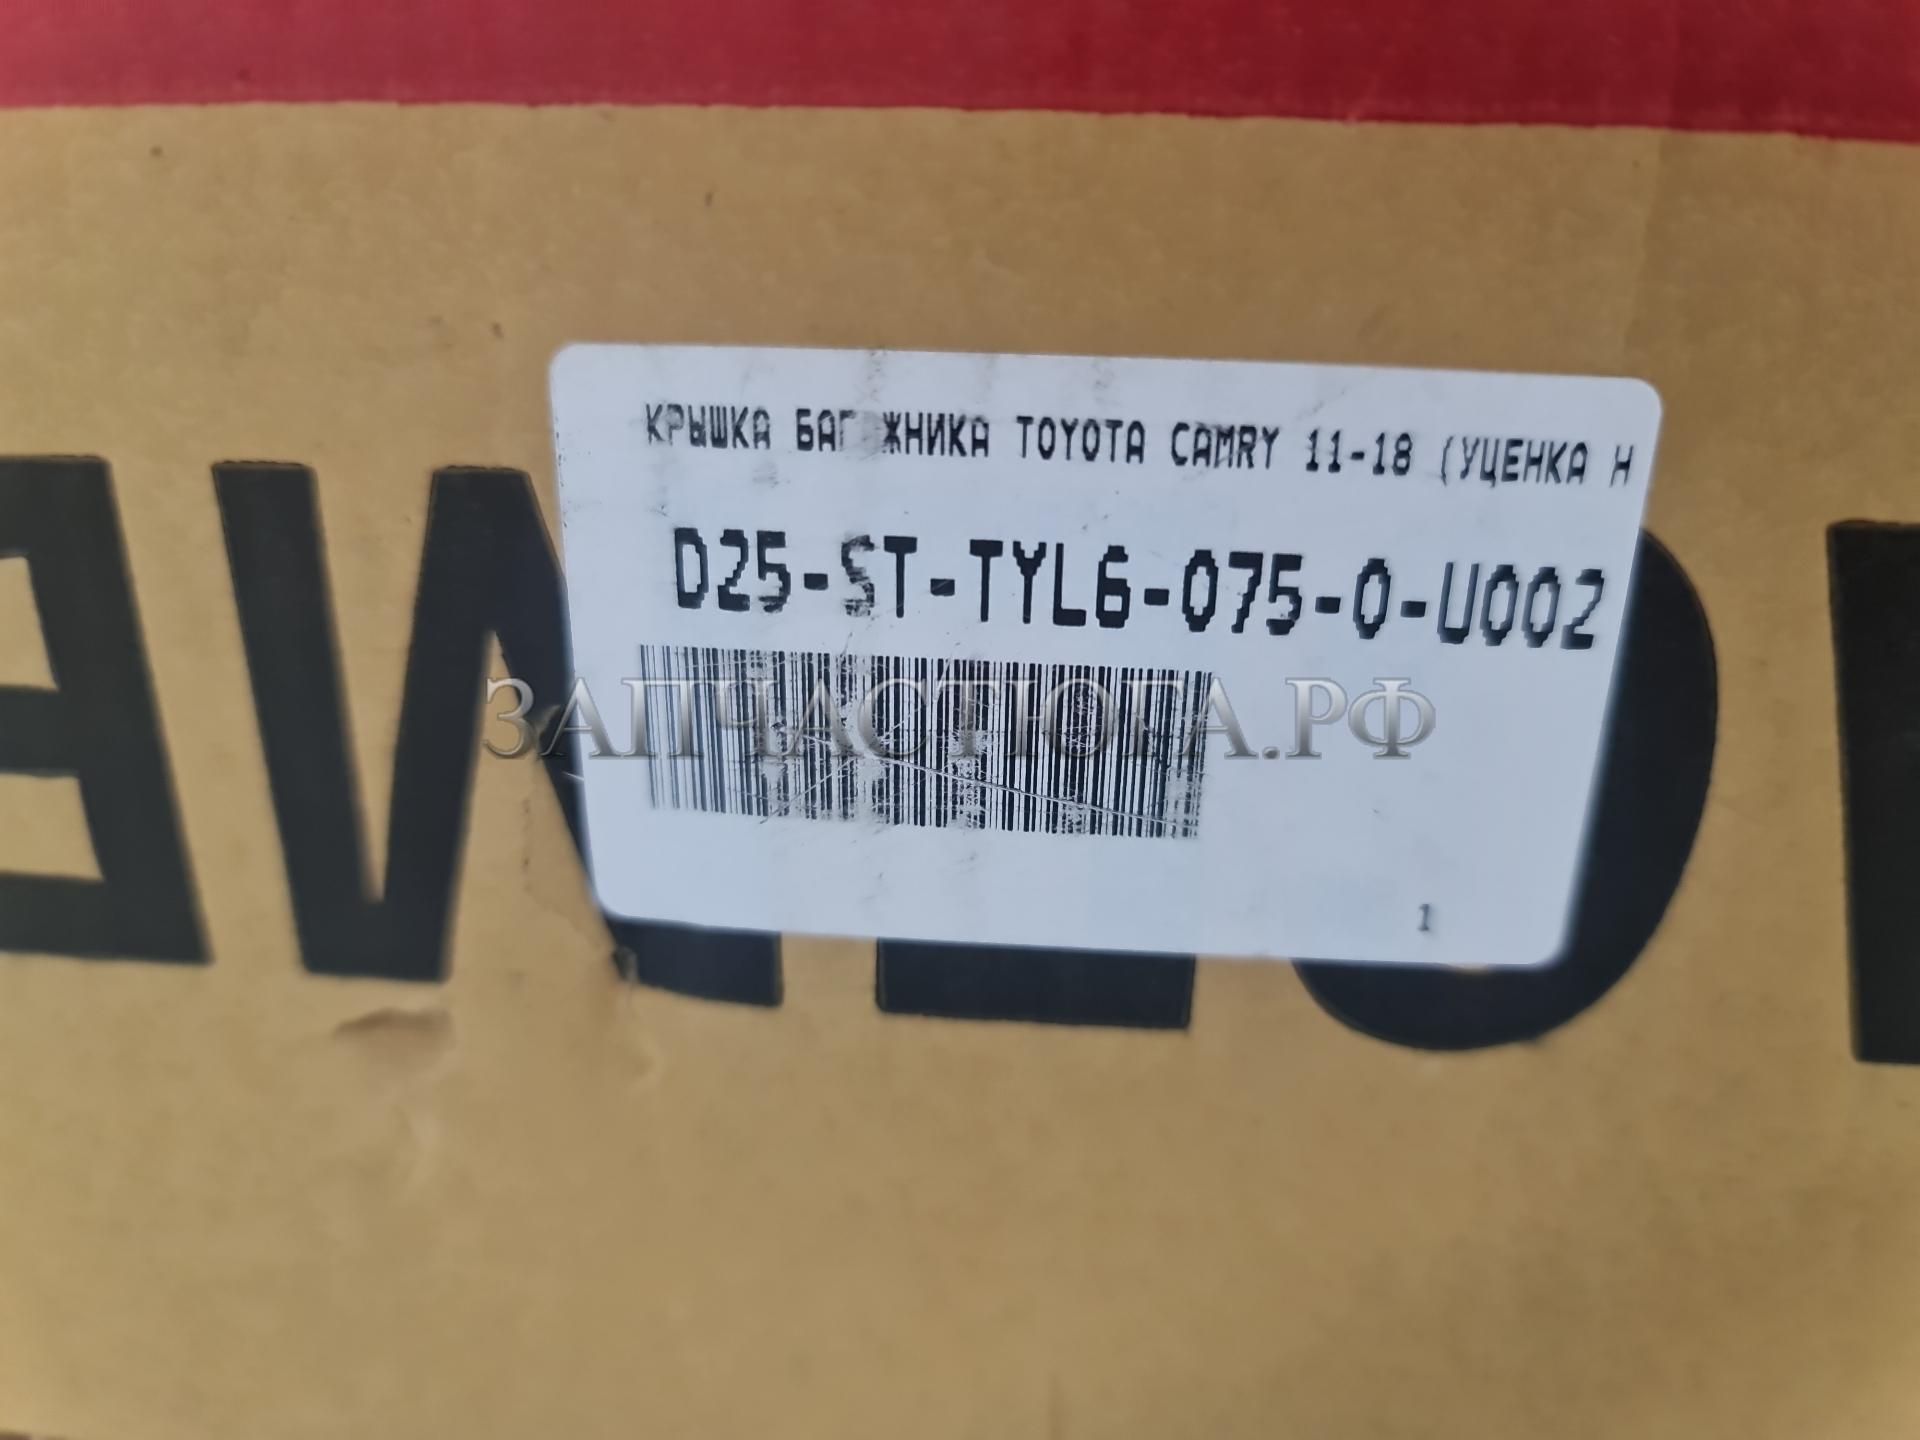 КРЫШКА БАГ ЖНИКА TOYOTA CAMRY 11-18 (УЦЕНКА Н
D25-ST-TYL6-075-0-U002
ЗАПЧАСТЮГА.РФ
1